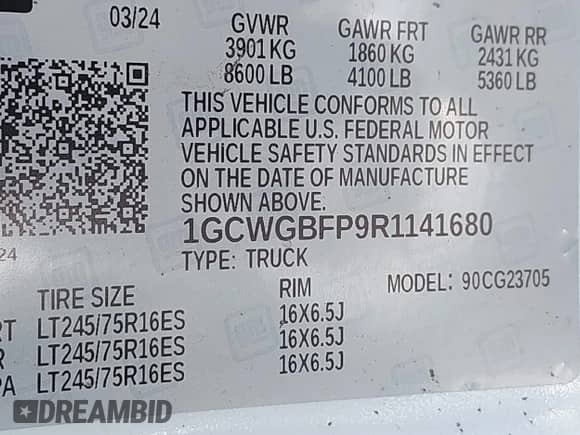 03/24 GVWR GAWR FRT GAWR RR
3901 KG 1860 KG 2431 KG
8600 LB 4100 LB 5360 LB
THIS VEHICLE CONFORMS TO ALL
APPLICABLE U.S. FEDERAL MOTOR
VEHICLE SAFETY STANDARDS IN EFFECT
ON THE DATE OF MANUFACTURE
SHOWN ABOVE.
1GCWGBFP9R1141680
24
TYPE: TRUCK
MODEL: 90CG23705
TIRE SIZE RIM
RT LT245/75R16ES 16X6.5J
R LT245/75R16ES 16X6.5J
PA LT245/75R16ES 16X6.5J
DREAMBID